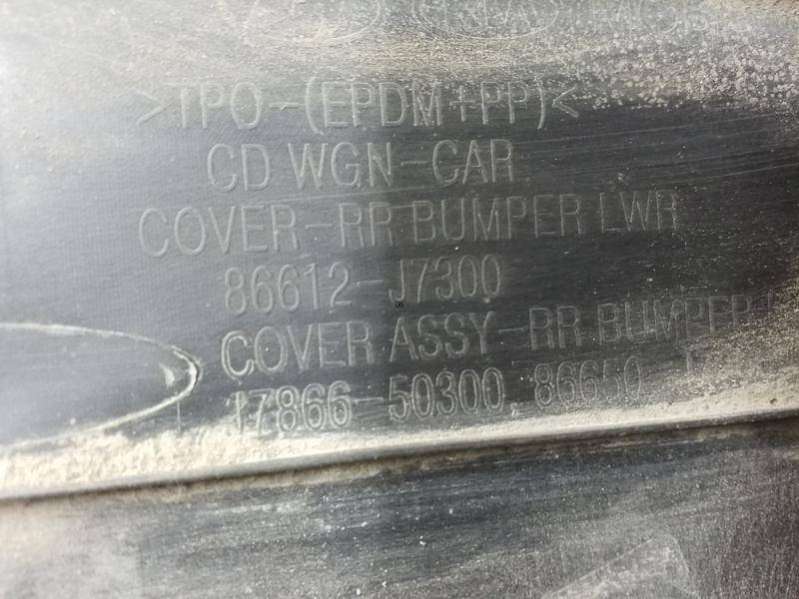 >TPO-(EPDM+PP)<
CD WGN-CAR
COVER-RR BUMPER LWR
86612-J7300
COVER ASSY-RR BUMPER
17866-50300, 86650